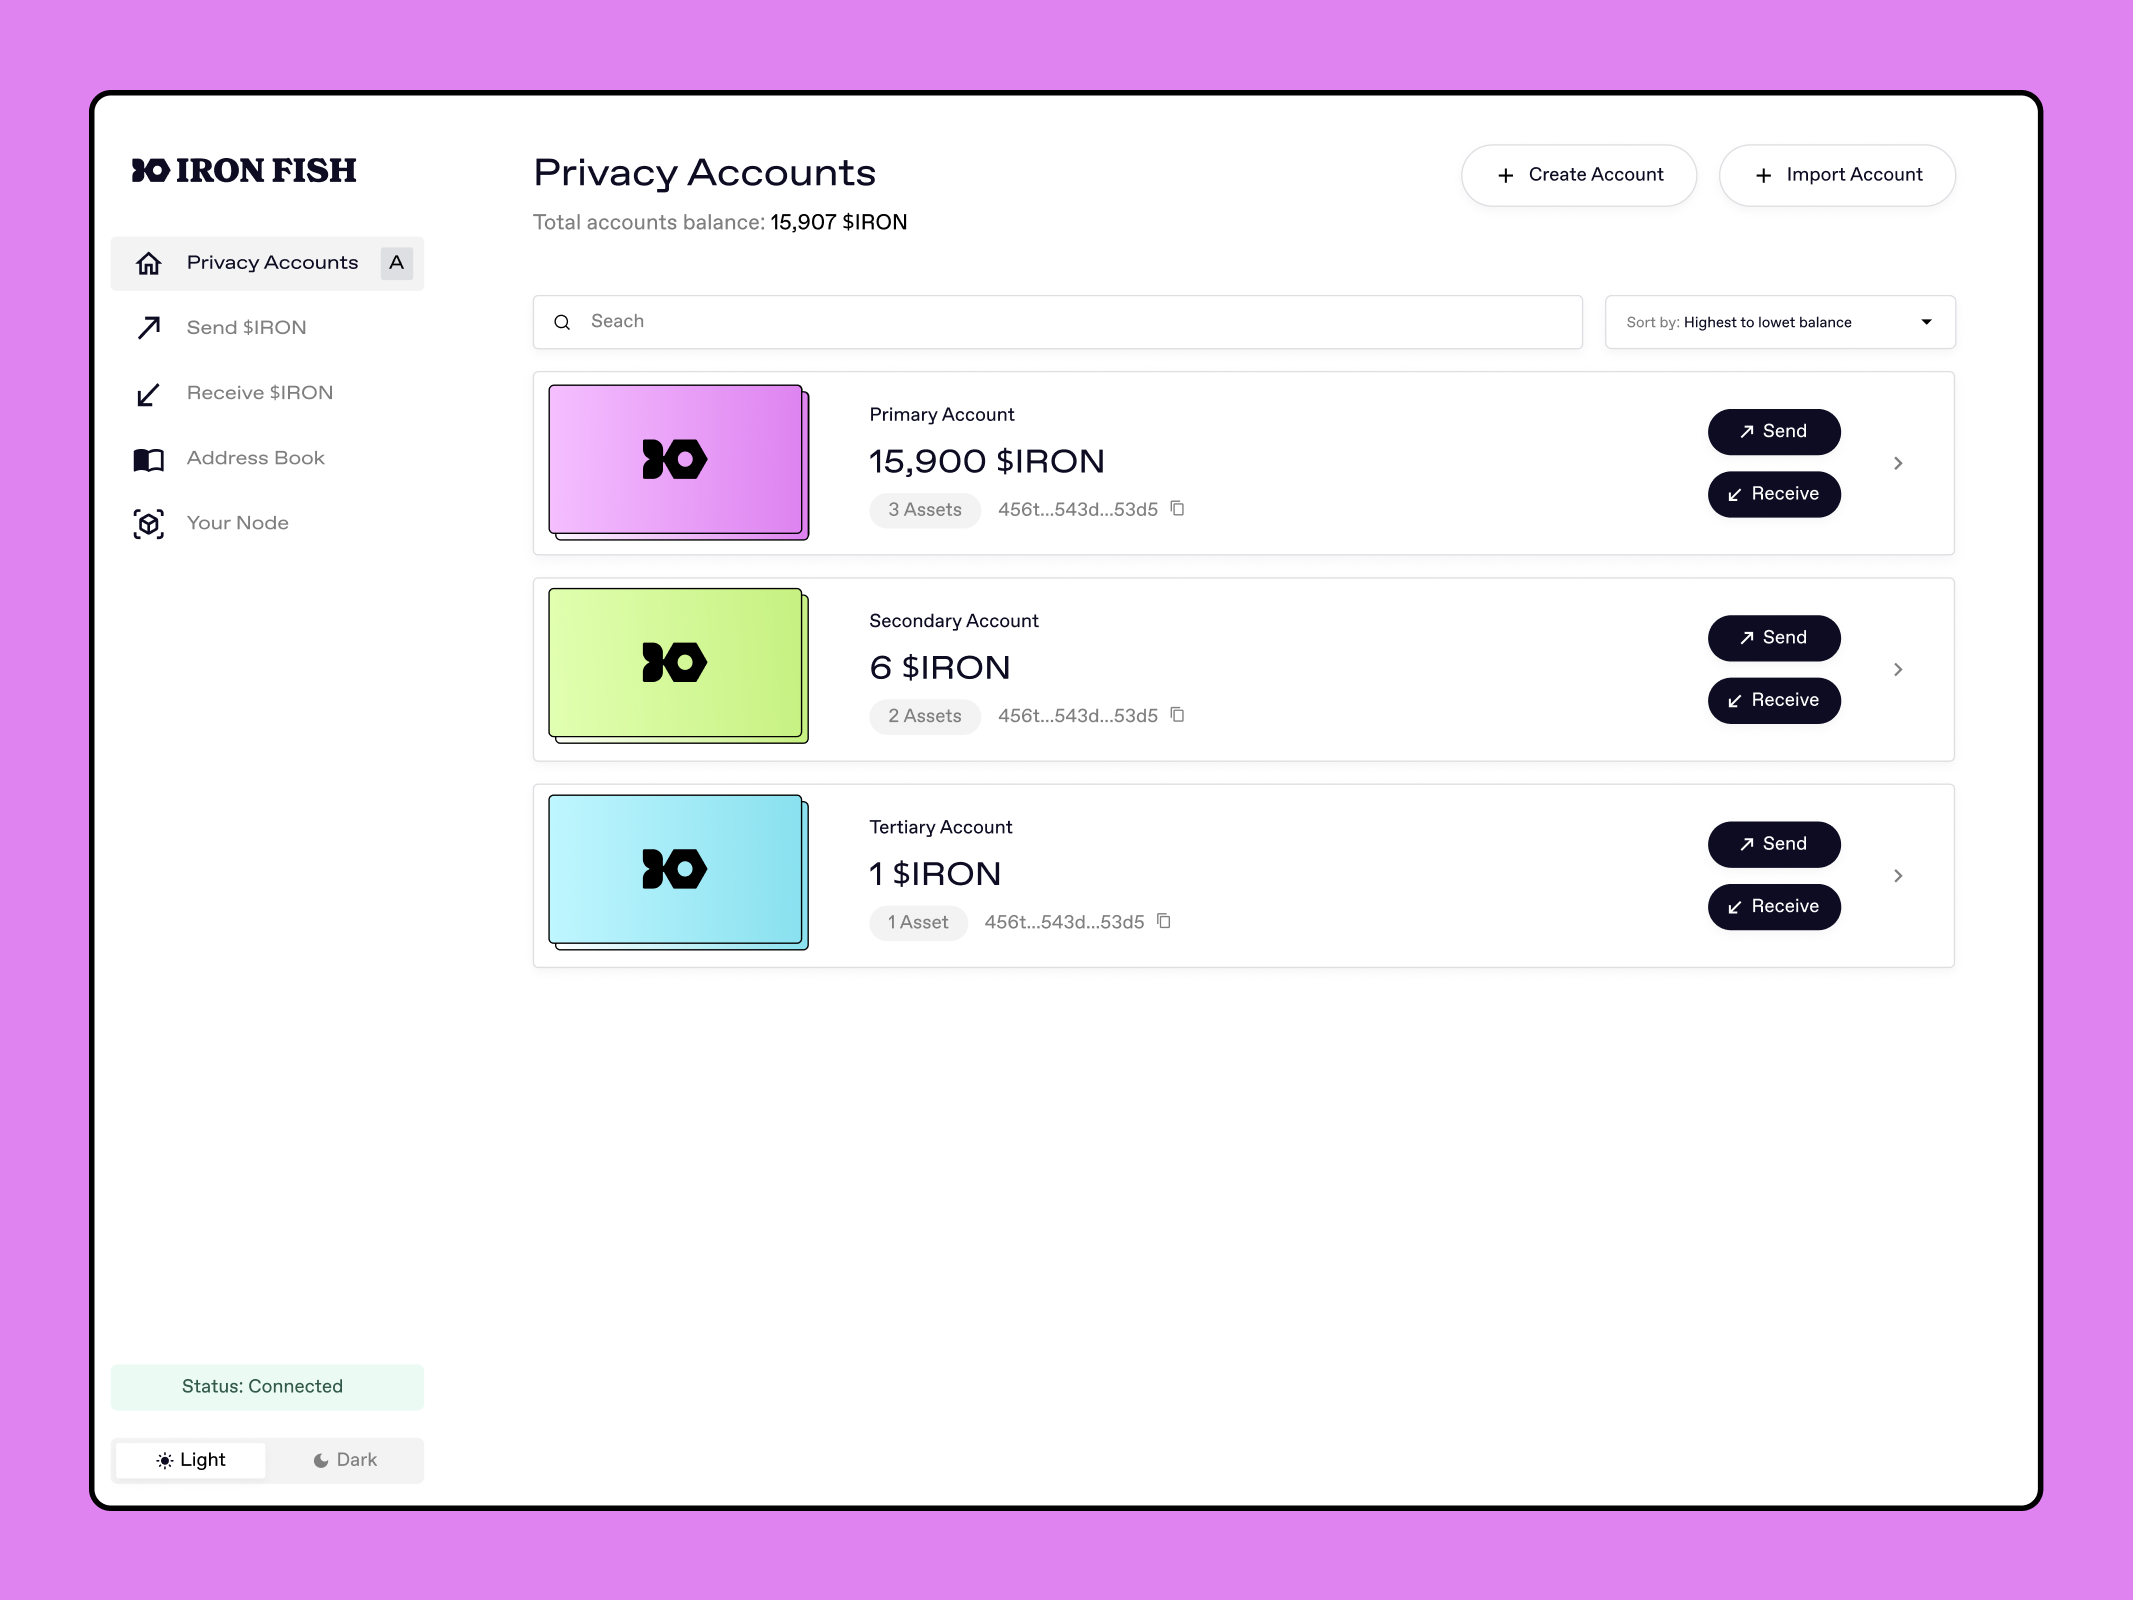 IRON FISH
Privacy Accounts A
Send $IRON
Receive $IRON
Address Book
Your Node
Status: Connected
Light Dark
Privacy Accounts
Total accounts balance: 15,907 $IRON
+ Create Account
+ Import Account
Seach
Sort by: Highest to lowet balance
Primary Account
15,900 $IRON
3 Assets 456t...543d...53d5
Send
Receive
Secondary Account
6 $IRON
2 Assets 456t...543d...53d5
Send
Receive
Tertiary Account
1 $IRON
1 Asset 456t...543d...53d5
Send
Receive